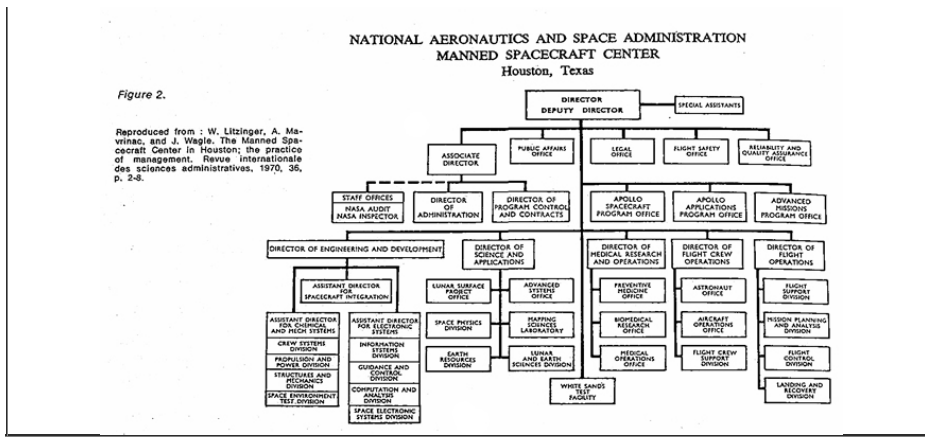 NATIONAL AERONAUTICS AND SPACE ADMINISTRATION
MANNED SPACECRAFT CENTER
Houston, Texas
Figure 2.
Reproduced from : W. Litzinger, A. Ma-
vrinac, and J. Wagle. The Manned Spa-
cecraft Center in Houston; the practice
of management. Revue internationale
des sciences administratives, 1970, 36,
p. 2-8.
DIRECTOR
DEPUTY DIRECTOR
SPECIAL ASSISTANTS
ASSOCIATE
DIRECTOR
PUBLIC AFFAIRS
OFFICE
LEGAL
OFFICE
FLIGHT SAFETY
OFFICE
RELIABILITY AND
QUALITY ASSURANCE
OFFICE
STAFF OFFICES
NASA AUDIT
NASA INSPECTOR
DIRECTOR
OF
ADMINISTRATION
DIRECTOR OF
PROGRAM CONTROL
AND CONTRACTS
APOLLO
SPACECRAFT
PROGRAM OFFICE
APOLLO
APPLICATIONS
PROGRAM OFFICE
ADVANCED
MISSIONS
PROGRAM OFFICE
DIRECTOR OF ENGINEERING AND DEVELOPMENT
DIRECTOR OF
SCIENCE AND
APPLICATIONS
DIRECTOR OF
MEDICAL RESEARCH
AND OPERATIONS
DIRECTOR OF
FLIGHT CREW
OPERATIONS
DIRECTOR OF
FLIGHT
OPERATIONS
ASSISTANT DIRECTOR
FOR
SPACECRAFT INTEGRATION
ASSISTANT DIRECTOR
FOR CHEMICAL
AND MECH SYSTEMS
CREW SYSTEMS
DIVISION
PROPULSION AND
POWER DIVISION
STRUCTURES AND
MECHANICS
DIVISION
SPACE ENVIRONMENT
TEST DIVISION
ASSISTANT DIRECTOR
FOR ELECTRONIC
SYSTEMS
INFORMATION
SYSTEMS
DIVISION
GUIDANCE AND
CONTROL
DIVISION
COMPUTATION AND
ANALYSIS
DIVISION
SPACE ELECTRONIC
SYSTEMS DIVISION
LUNAR SURFACE
PROJECT
OFFICE
ADVANCED
SYSTEMS
OFFICE
SPACE PHYSICS
DIVISION
MAPPING
SCIENCES
LABORATORY
EARTH
RESOURCES
DIVISION
LUNAR
AND EARTH
SCIENCES DIVISION
PREVENTIVE
MEDICINE
OFFICE
BIOMEDICAL
RESEARCH
OFFICE
MEDICAL
OPERATIONS
OFFICE
ASTRONAUT
OFFICE
AIRCRAFT
OPERATIONS
OFFICE
FLIGHT CREW
SUPPORT
DIVISION
FLIGHT
SUPPORT
DIVISION
MISSION PLANNING
AND ANALYSIS
DIVISION
FLIGHT
CONTROL
DIVISION
LANDING AND
RECOVERY
DIVISION
WHITE SAND'S
TEST
FACILITY